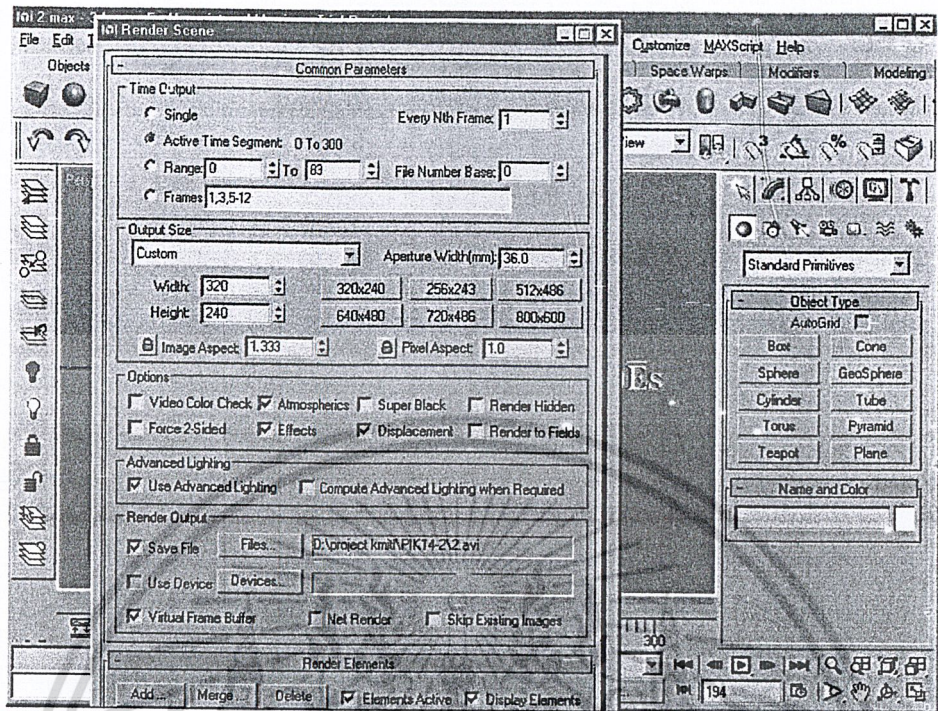 Render Scene
File Edit
Customize MAXScript Help
Objects
Space Warps Modifiers Modeling
Common Parameters
Time Output
Single
Every Nth Frame: 1
Active Time Segment: 0 To 300
Range: 0 To 83 File Number Base: 0
Frames 1,3,5-12
Output Size
Custom
Aperture Width(mm): 36.0
Width: 320 320x240 256x243 512x486
Height: 240 640x480 720x486 800x600
Image Aspect: 1.333 Pixel Aspect: 1.0
Options
Video Color Check Atmospherics Super Black Render Hidden
Force 2-Sided Effects Displacement Render to Fields
Advanced Lighting
Use Advanced Lighting Compute Advanced Lighting when Required
Render Output
Save File Files... D:\project kmitl\PIK14-2\2.avi
Use Device Devices...
Virtual Frame Buffer Net Render Skip Existing Images
Render Elements
Add... Merge... Delete Elements Active Display Elements
Standard Primitives
Object Type
AutoGrid
Box Cone
Sphere GeoSphere
Cylinder Tube
Torus Pyramid
Teapot Plane
Name and Color
300
194